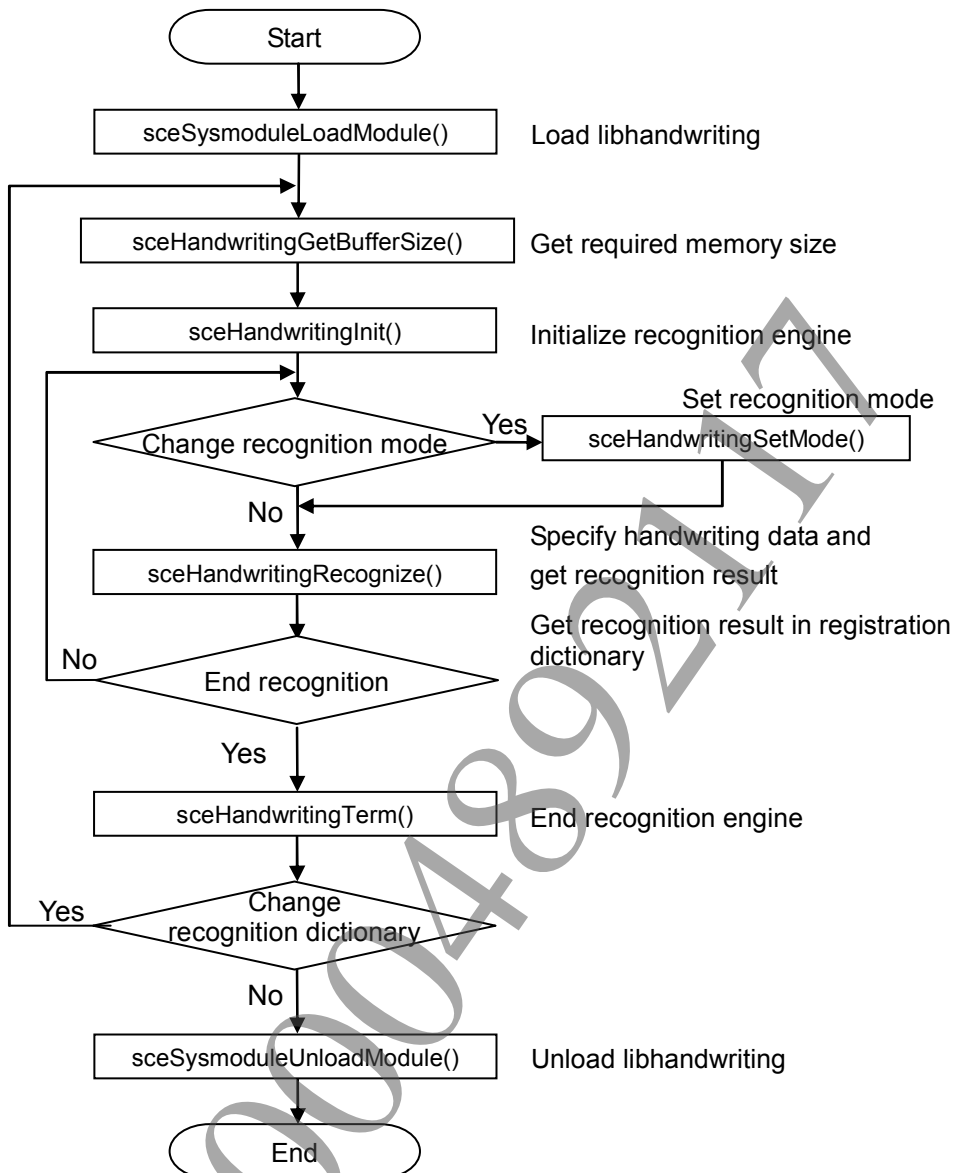 Start
sceSysmoduleLoadModule()
Load libhandwriting
sceHandwritingGetBufferSize()
Get required memory size
sceHandwritingInit()
Initialize recognition engine
Set recognition mode
Change recognition mode
Yes
sceHandwritingSetMode()
No
Specify handwriting data and
get recognition result
sceHandwritingRecognize()
Get recognition result in registration
dictionary
No
End recognition
Yes
sceHandwritingTerm()
End recognition engine
Yes
Change
recognition dictionary
No
sceSysmoduleUnloadModule()
Unload libhandwriting
End
0004892117